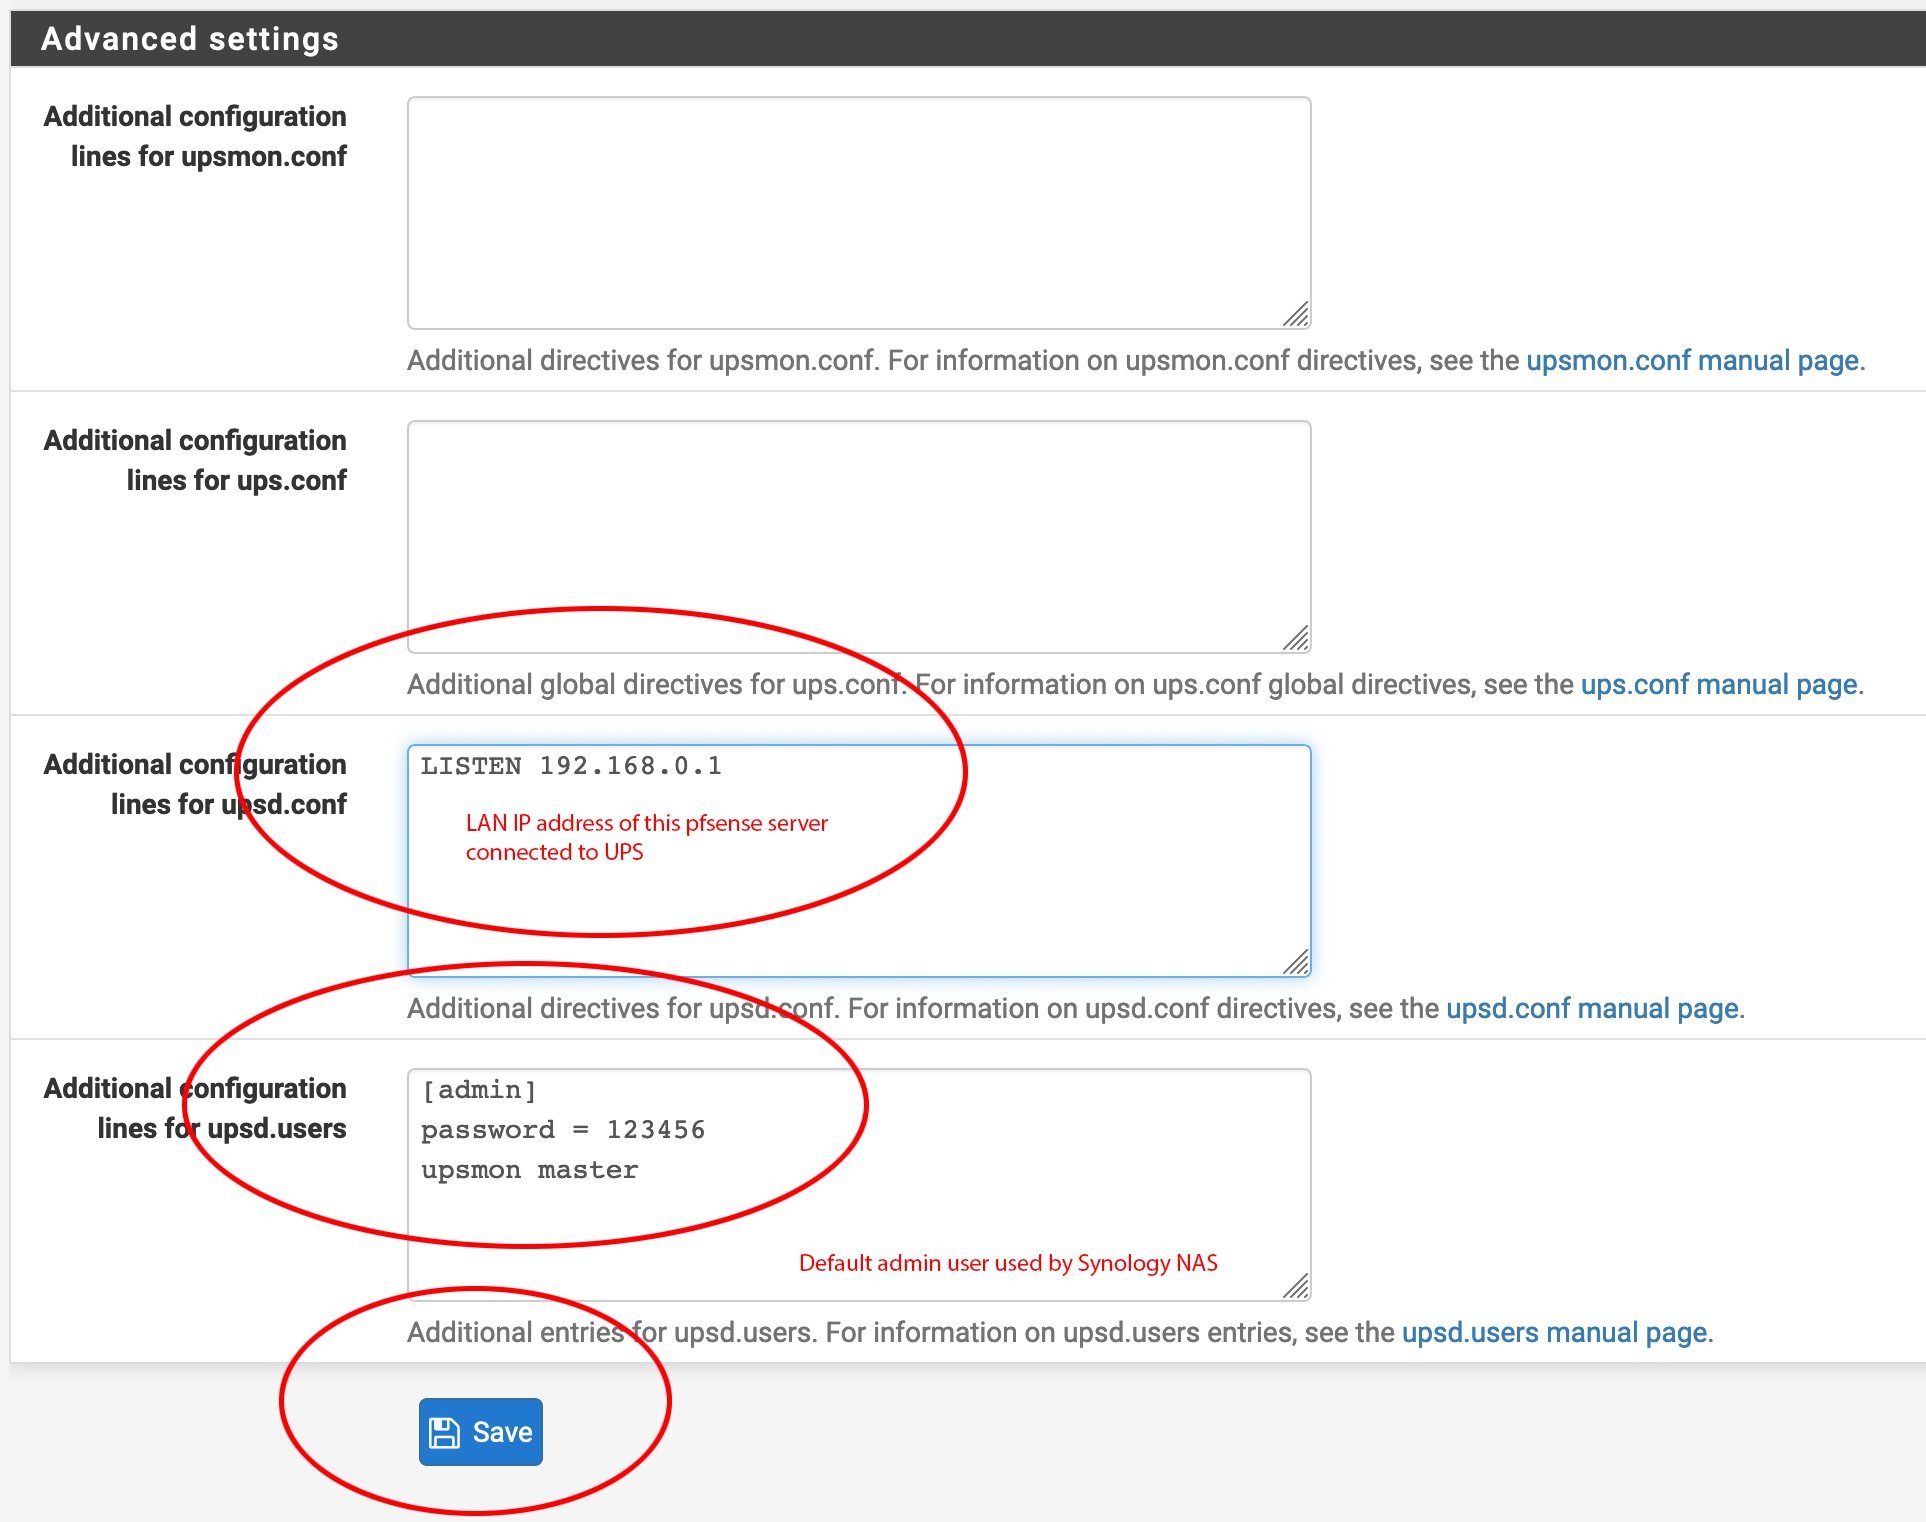 Advanced settings
Additional configuration
lines for upsmon.conf
Additional directives for upsmon.conf. For information on upsmon.conf directives, see the upsmon.conf manual page.
Additional configuration
lines for ups.conf
Additional global directives for ups.conf. For information on ups.conf global directives, see the ups.conf manual page.
Additional configuration
lines for upsd.conf
LISTEN 192.168.0.1
LAN IP address of this pfsense server
connected to UPS
Additional directives for upsd.conf. For information on upsd.conf directives, see the upsd.conf manual page.
Additional configuration
lines for upsd.users
[admin]
password = 123456
upsmon master
Default admin user used by Synology NAS
Additional entries for upsd.users. For information on upsd.users entries, see the upsd.users manual page.
Save